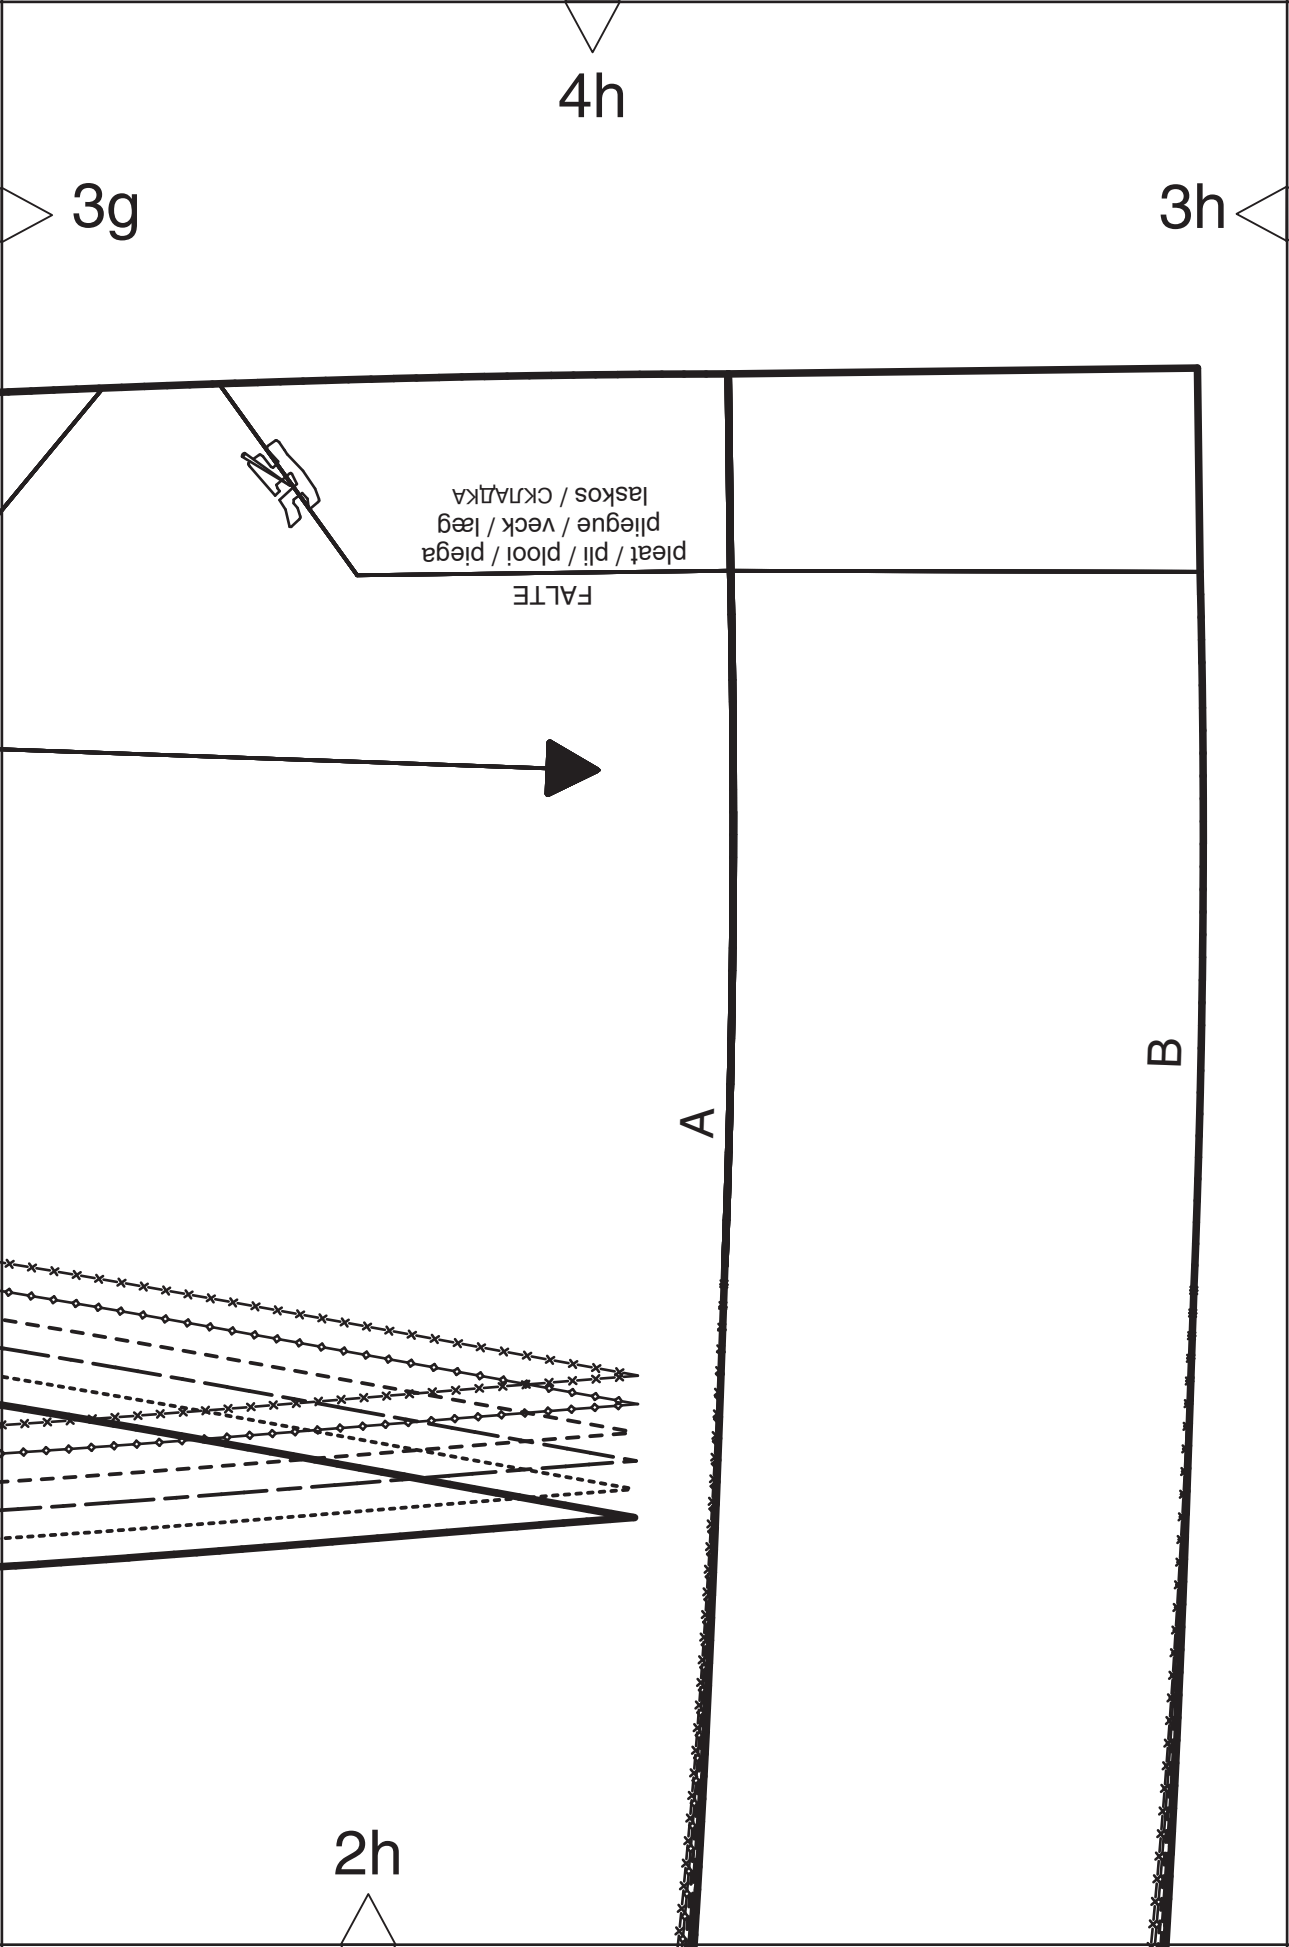 4h
3g
3h
FALTE
pleat / pli / plooi / piega
pliegue / veck / læg
laskos / СКЛАДКА
B
A
2h